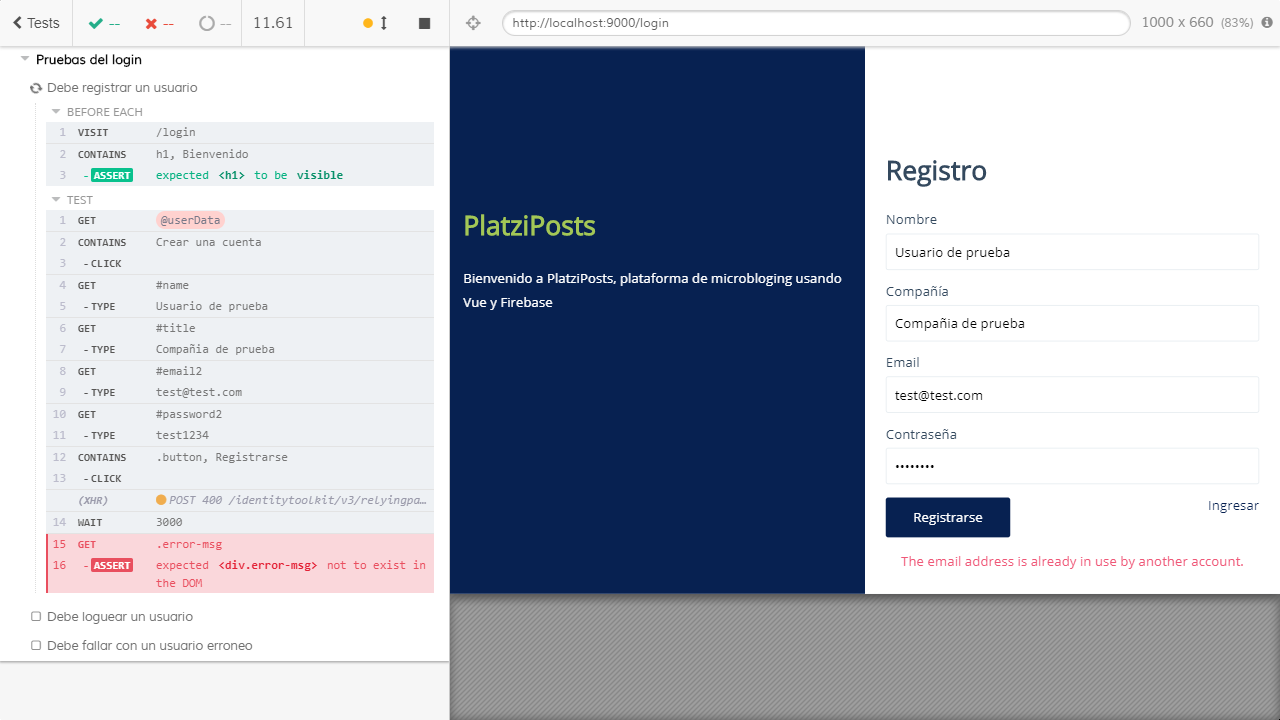 Tests
--
--
--
11.61
http://localhost:9000/login
1000 x 660 (83%)
Pruebas del login
Debe registrar un usuario
BEFORE EACH
1 VISIT /login
2 CONTAINS h1, Bienvenido
3 - ASSERT expected <h1> to be visible
TEST
1 GET @userData
2 CONTAINS Crear una cuenta
3 - CLICK
4 GET #name
5 - TYPE Usuario de prueba
6 GET #title
7 - TYPE Compañia de prueba
8 GET #email2
9 - TYPE test@test.com
10 GET #password2
11 - TYPE test1234
12 CONTAINS .button, Registrarse
13 - CLICK
(XHR) POST 400 /identitytoolkit/v3/relyingpa…
14 WAIT 3000
15 GET .error-msg
16 - ASSERT expected <div.error-msg> not to exist in
the DOM
Debe loguear un usuario
Debe fallar con un usuario erroneo
PlatziPosts
Bienvenido a PlatziPosts, plataforma de microbloging usando
Vue y Firebase
Registro
Nombre
Usuario de prueba
Compañía
Compañia de prueba
Email
test@test.com
Contraseña
••••••••
Registrarse
Ingresar
The email address is already in use by another account.